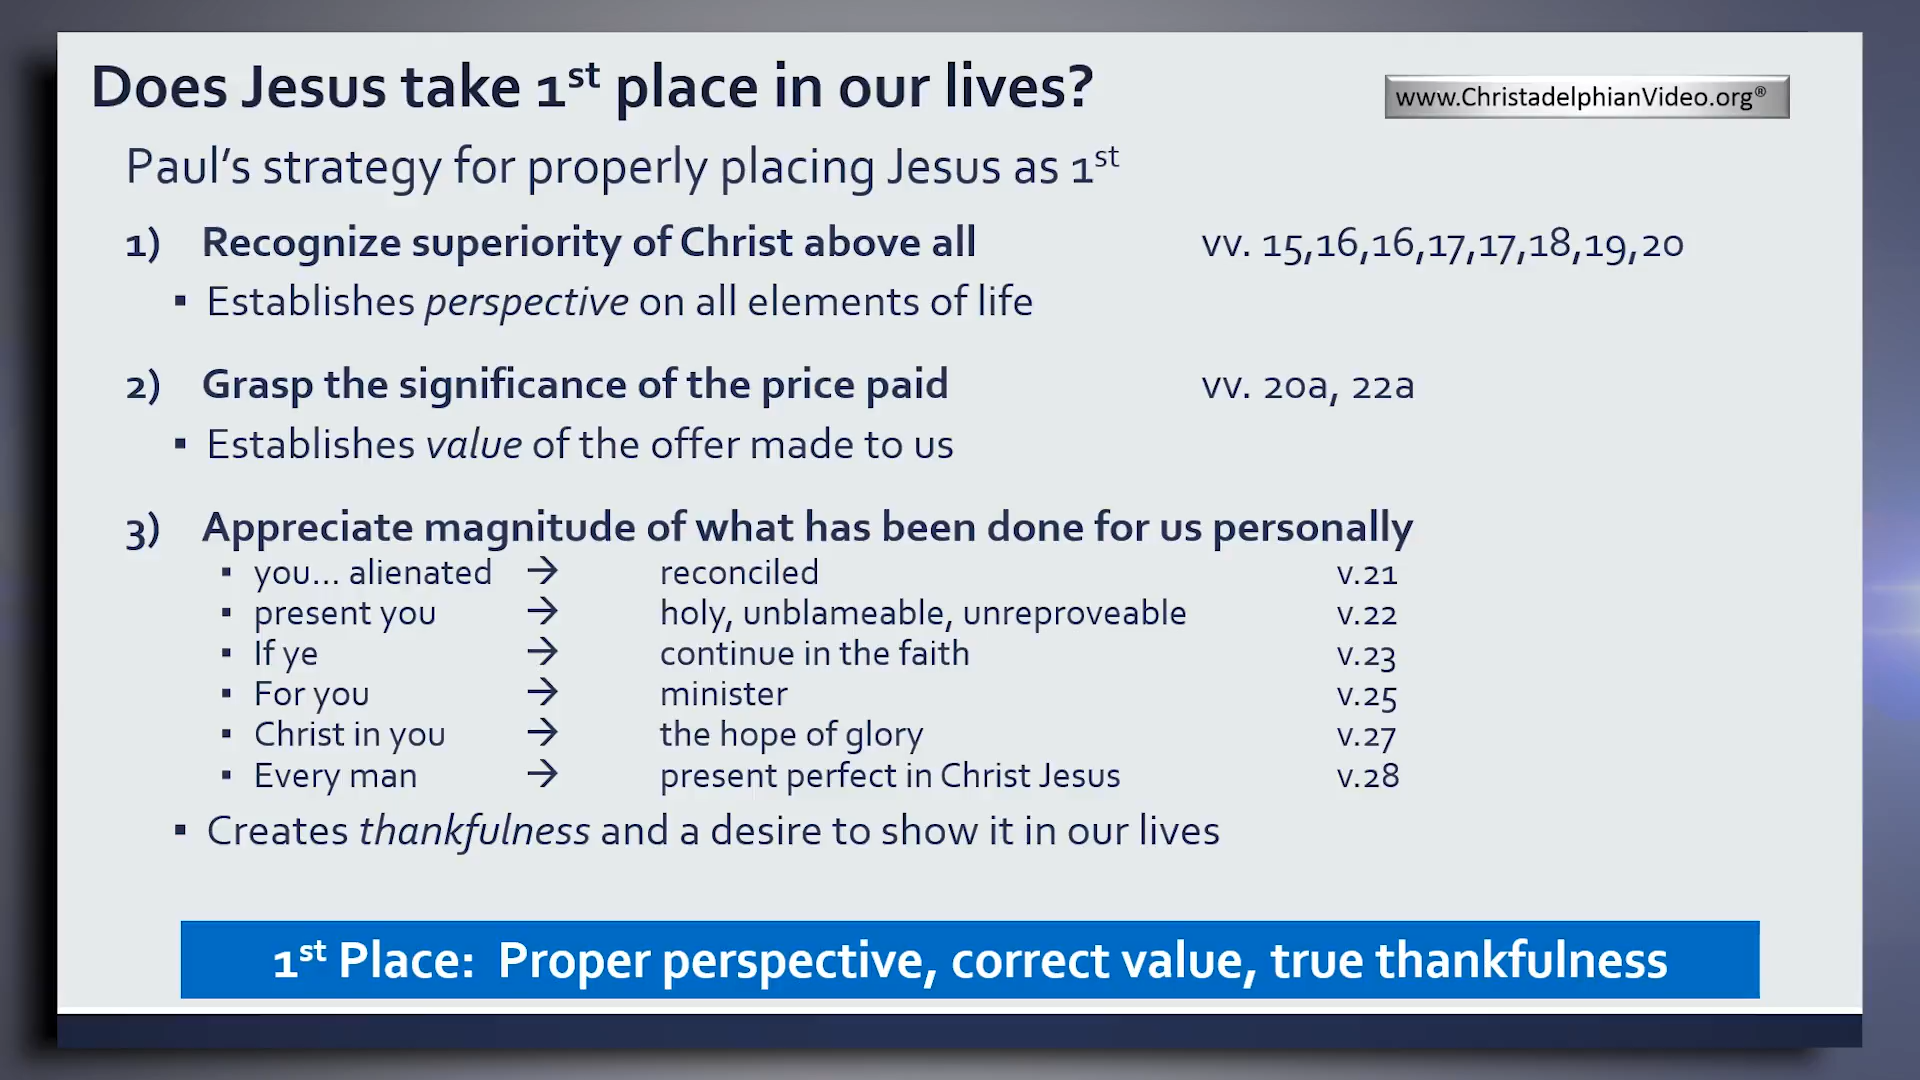 Does Jesus take 1st place in our lives?
www.ChristadelphianVideo.org®
Paul's strategy for properly placing Jesus as 1st
1) Recognize superiority of Christ above all vv. 15,16,16,17,17,18,19,20
▪ Establishes perspective on all elements of life
2) Grasp the significance of the price paid vv. 20a, 22a
▪ Establishes value of the offer made to us
3) Appreciate magnitude of what has been done for us personally
▪ you... alienated → reconciled v.21
▪ present you → holy, unblameable, unreproveable v.22
▪ If ye → continue in the faith v.23
▪ For you → minister v.25
▪ Christ in you → the hope of glory v.27
▪ Every man → present perfect in Christ Jesus v.28
▪ Creates thankfulness and a desire to show it in our lives
1st Place: Proper perspective, correct value, true thankfulness